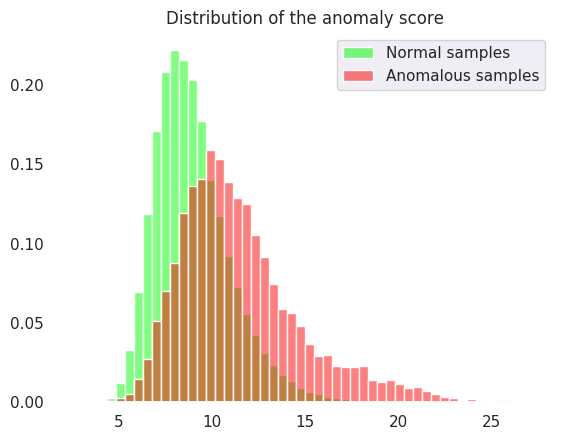 Distribution of the anomaly score
Normal samples
Anomalous samples
0.20
0.15
0.10
0.05
0.00
5 10 15 20 25